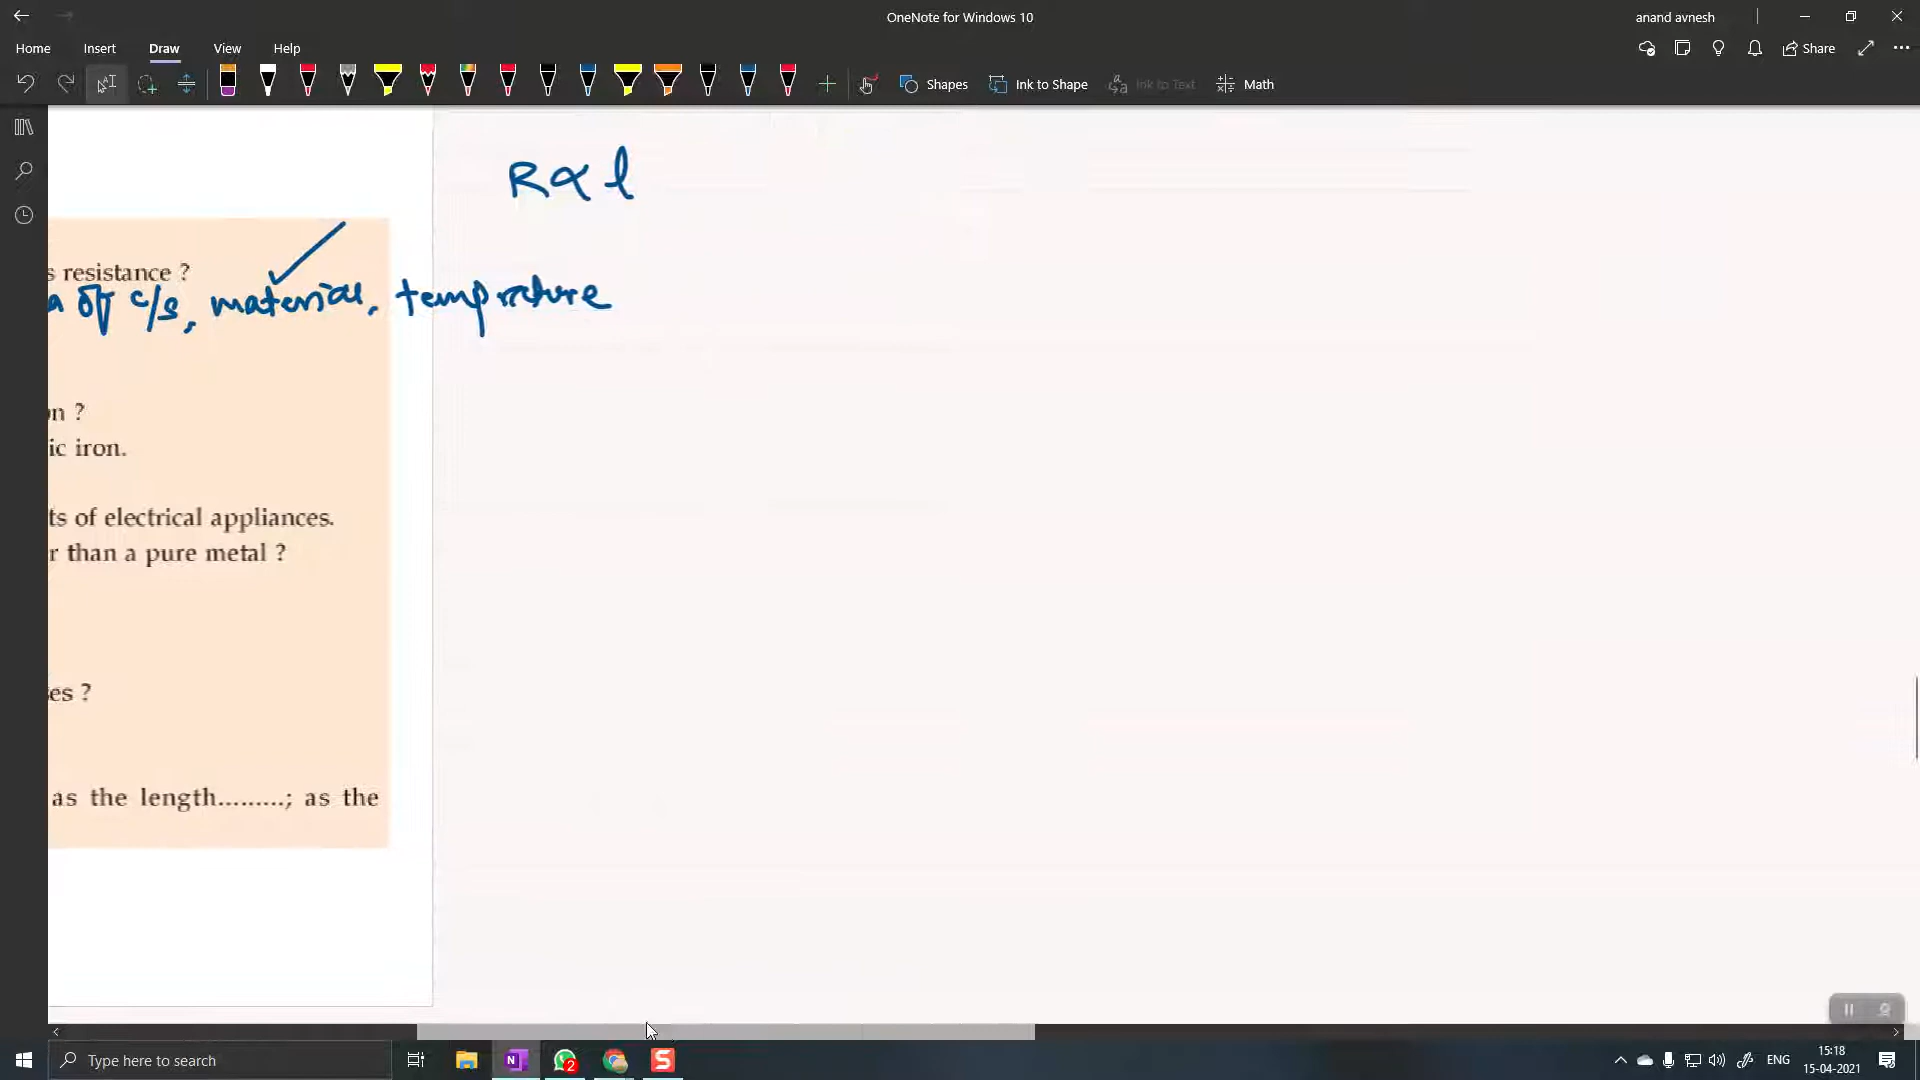 OneNote for Windows 10
anand avnesh
Home Insert Draw View Help
Share
Shapes
Ink to Shape
Ink to Text
Math
R ∝ l
s resistance ?
a of c/s, material, temprature
n ?
ic iron.
ts of electrical appliances.
r than a pure metal ?
es ?
as the length.........; as the
Type here to search
2
ENG
15:18
15-04-2021